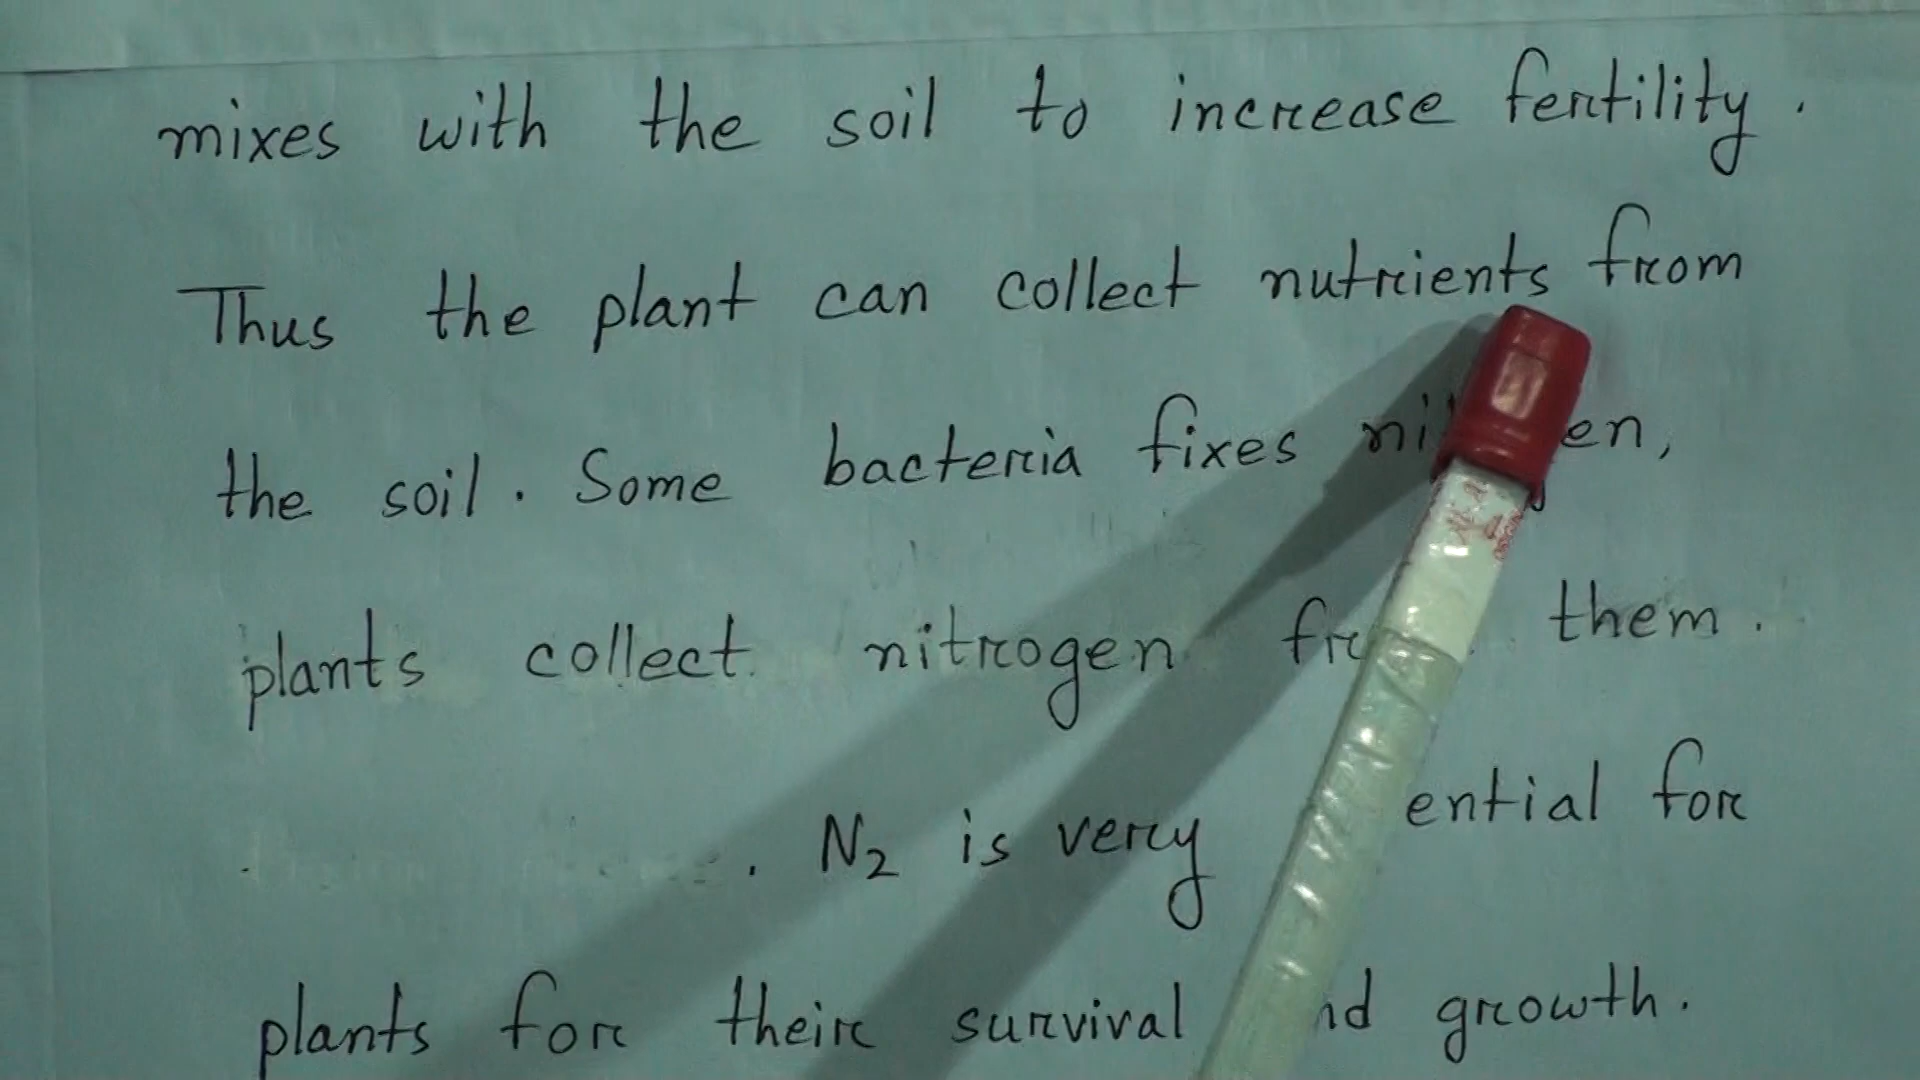 mixes with the soil to increase fertility.
Thus the plant can collect nutrients from
the soil. Some bacteria fixes
plants collect nitrogen them.
. N2 is very for
plants for their survival growth.